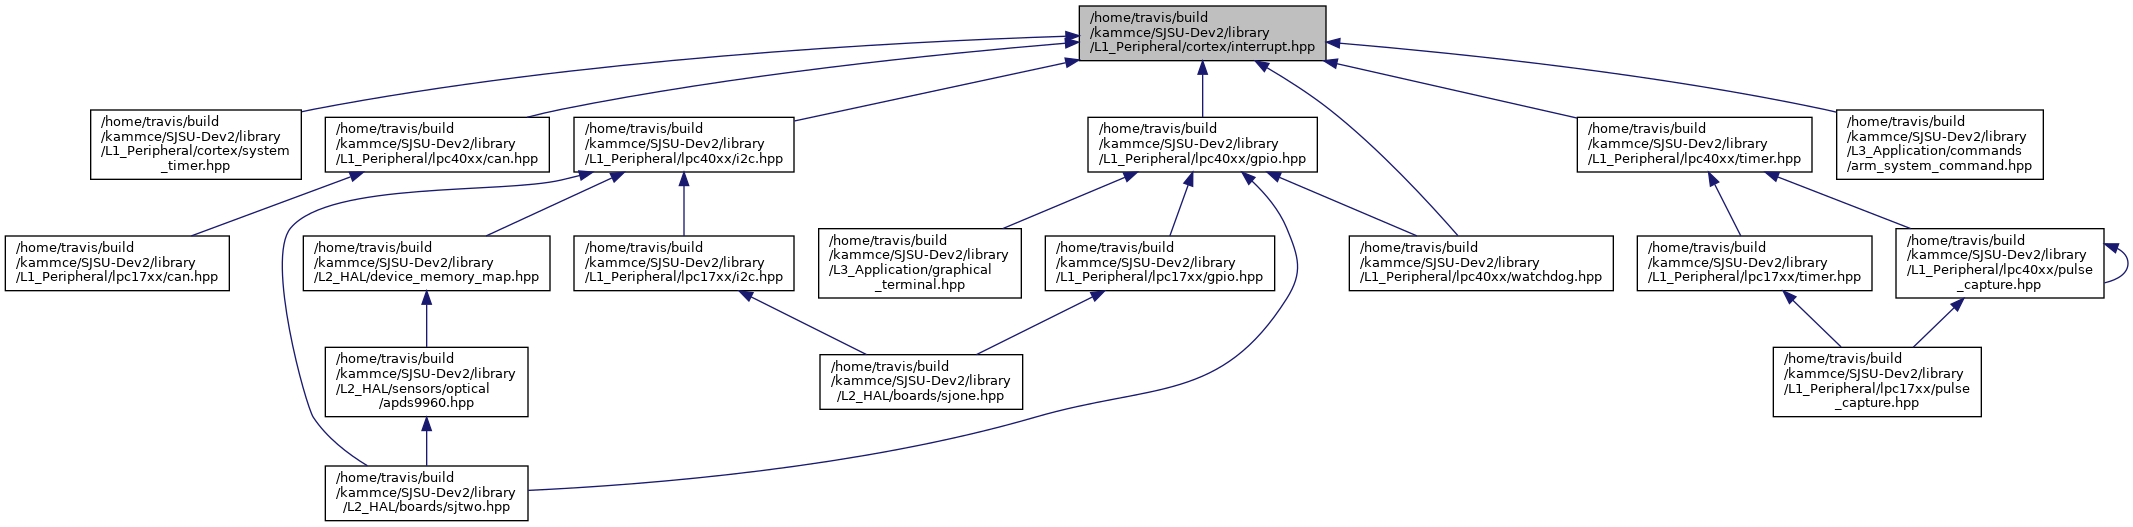 /home/travis/build
/kammce/SJSU-Dev2/library
/L1_Peripheral/cortex/interrupt.hpp
/home/travis/build
/kammce/SJSU-Dev2/library
/L1_Peripheral/cortex/system
_timer.hpp
/home/travis/build
/kammce/SJSU-Dev2/library
/L1_Peripheral/lpc40xx/can.hpp
/home/travis/build
/kammce/SJSU-Dev2/library
/L1_Peripheral/lpc40xx/i2c.hpp
/home/travis/build
/kammce/SJSU-Dev2/library
/L1_Peripheral/lpc40xx/gpio.hpp
/home/travis/build
/kammce/SJSU-Dev2/library
/L1_Peripheral/lpc40xx/timer.hpp
/home/travis/build
/kammce/SJSU-Dev2/library
/L3_Application/commands
/arm_system_command.hpp
/home/travis/build
/kammce/SJSU-Dev2/library
/L1_Peripheral/lpc17xx/can.hpp
/home/travis/build
/kammce/SJSU-Dev2/library
/L2_HAL/device_memory_map.hpp
/home/travis/build
/kammce/SJSU-Dev2/library
/L1_Peripheral/lpc17xx/i2c.hpp
/home/travis/build
/kammce/SJSU-Dev2/library
/L3_Application/graphical
_terminal.hpp
/home/travis/build
/kammce/SJSU-Dev2/library
/L1_Peripheral/lpc17xx/gpio.hpp
/home/travis/build
/kammce/SJSU-Dev2/library
/L1_Peripheral/lpc40xx/watchdog.hpp
/home/travis/build
/kammce/SJSU-Dev2/library
/L1_Peripheral/lpc17xx/timer.hpp
/home/travis/build
/kammce/SJSU-Dev2/library
/L1_Peripheral/lpc40xx/pulse
_capture.hpp
/home/travis/build
/kammce/SJSU-Dev2/library
/L2_HAL/sensors/optical
/apds9960.hpp
/home/travis/build
/kammce/SJSU-Dev2/library
/L2_HAL/boards/sjone.hpp
/home/travis/build
/kammce/SJSU-Dev2/library
/L1_Peripheral/lpc17xx/pulse
_capture.hpp
/home/travis/build
/kammce/SJSU-Dev2/library
/L2_HAL/boards/sjtwo.hpp